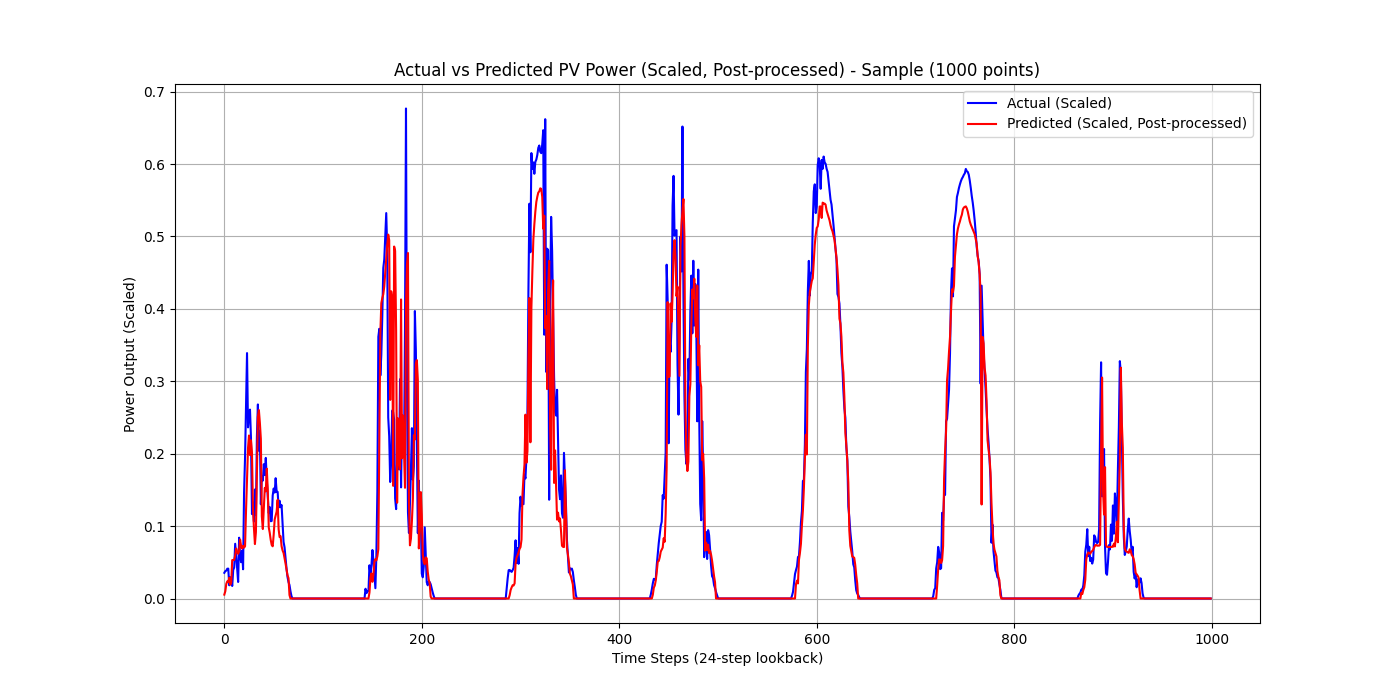 Actual vs Predicted PV Power (Scaled, Post-processed) - Sample (1000 points)
Actual (Scaled)
Predicted (Scaled, Post-processed)
Power Output (Scaled)
0.7
0.6
0.5
0.4
0.3
0.2
0.1
0.0
0 200 400 600 800 1000
Time Steps (24-step lookback)